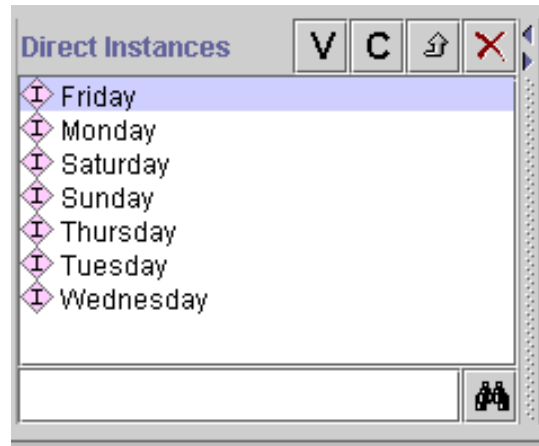 Direct Instances V C
I Friday
I Monday
I Saturday
I Sunday
I Thursday
I Tuesday
I Wednesday